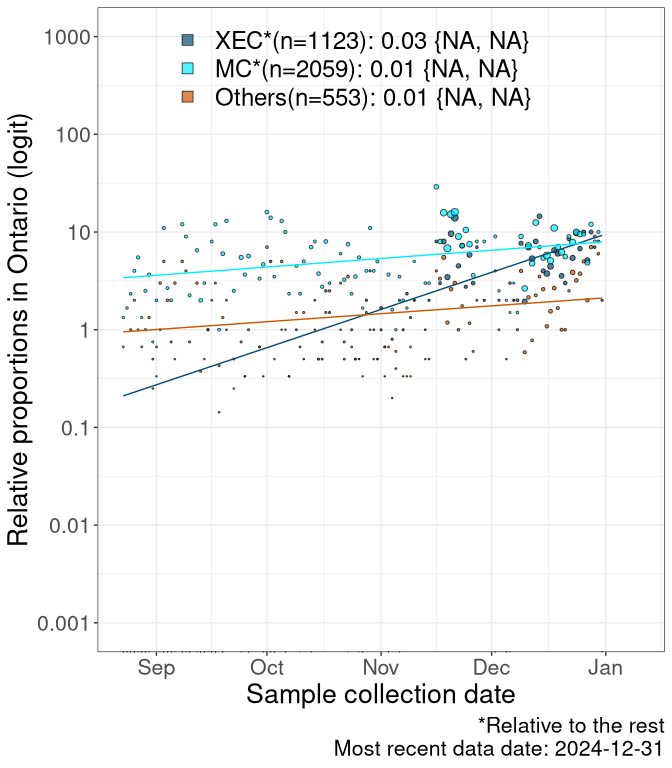 XEC*(n=1123): 0.03 {NA, NA}
MC*(n=2059): 0.01 {NA, NA}
Others(n=553): 0.01 {NA, NA}
Relative proportions in Ontario (logit)
1000
100
10
1
0.1
0.01
0.001
Sep Oct Nov Dec Jan
Sample collection date
*Relative to the rest
Most recent data date: 2024-12-31